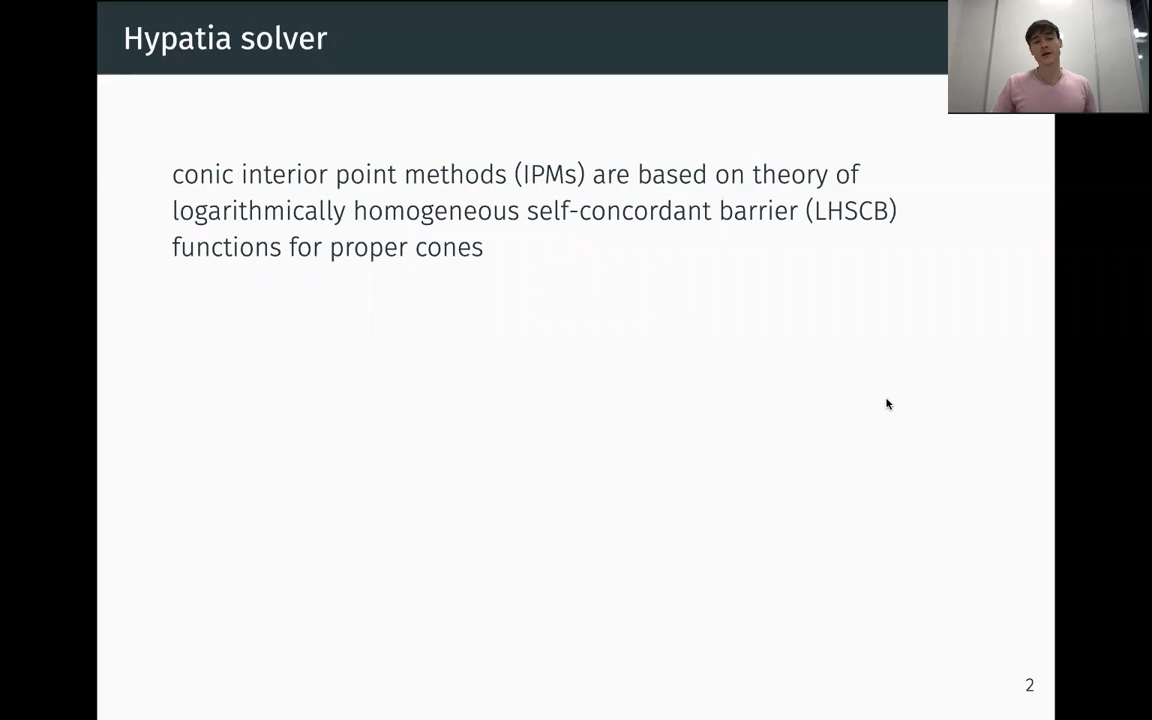 Hypatia solver
conic interior point methods (IPMs) are based on theory of
logarithmically homogeneous self-concordant barrier (LHSCB)
functions for proper cones
2